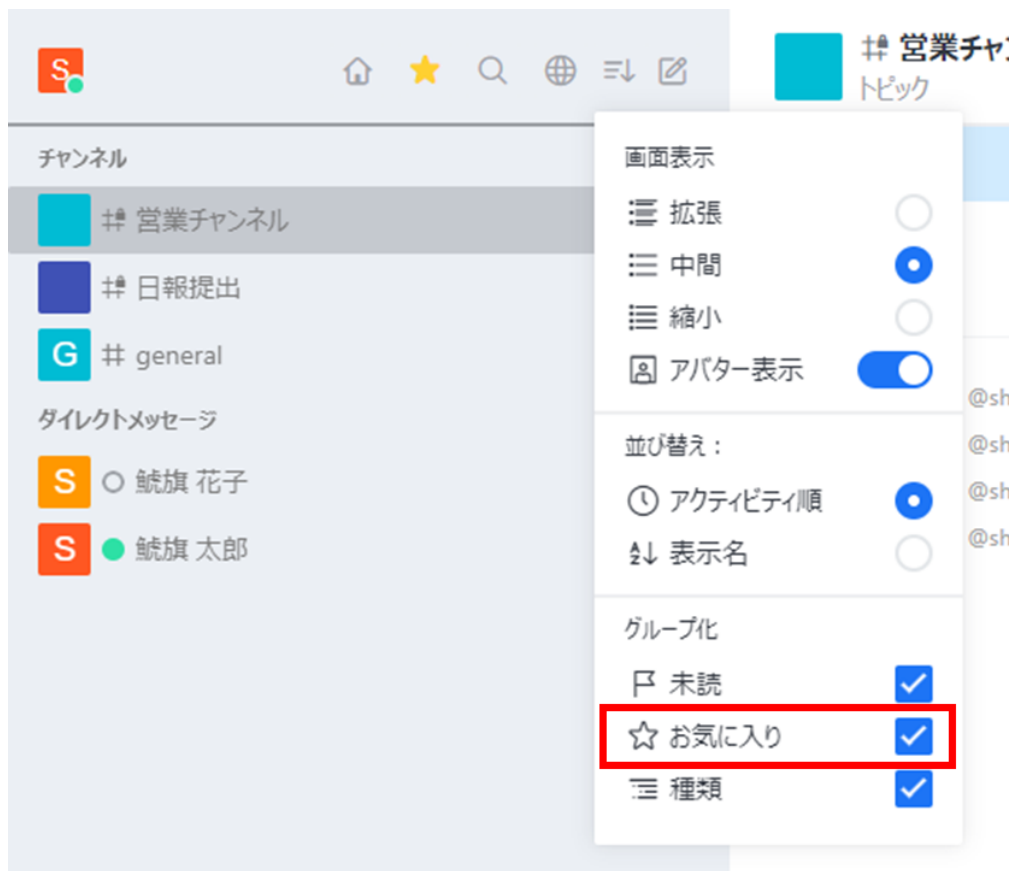 S
営業チャン
トピック
チャンネル
営業チャンネル
日報提出
G general
ダイレクトメッセージ
S 鯱旗 花子
S 鯱旗 太郎
画面表示
拡張
中間
縮小
アバター表示
並び替え：
アクティビティ順
表示名
グループ化
未読
お気に入り
種類
@sh
@sh
@sh
@sh